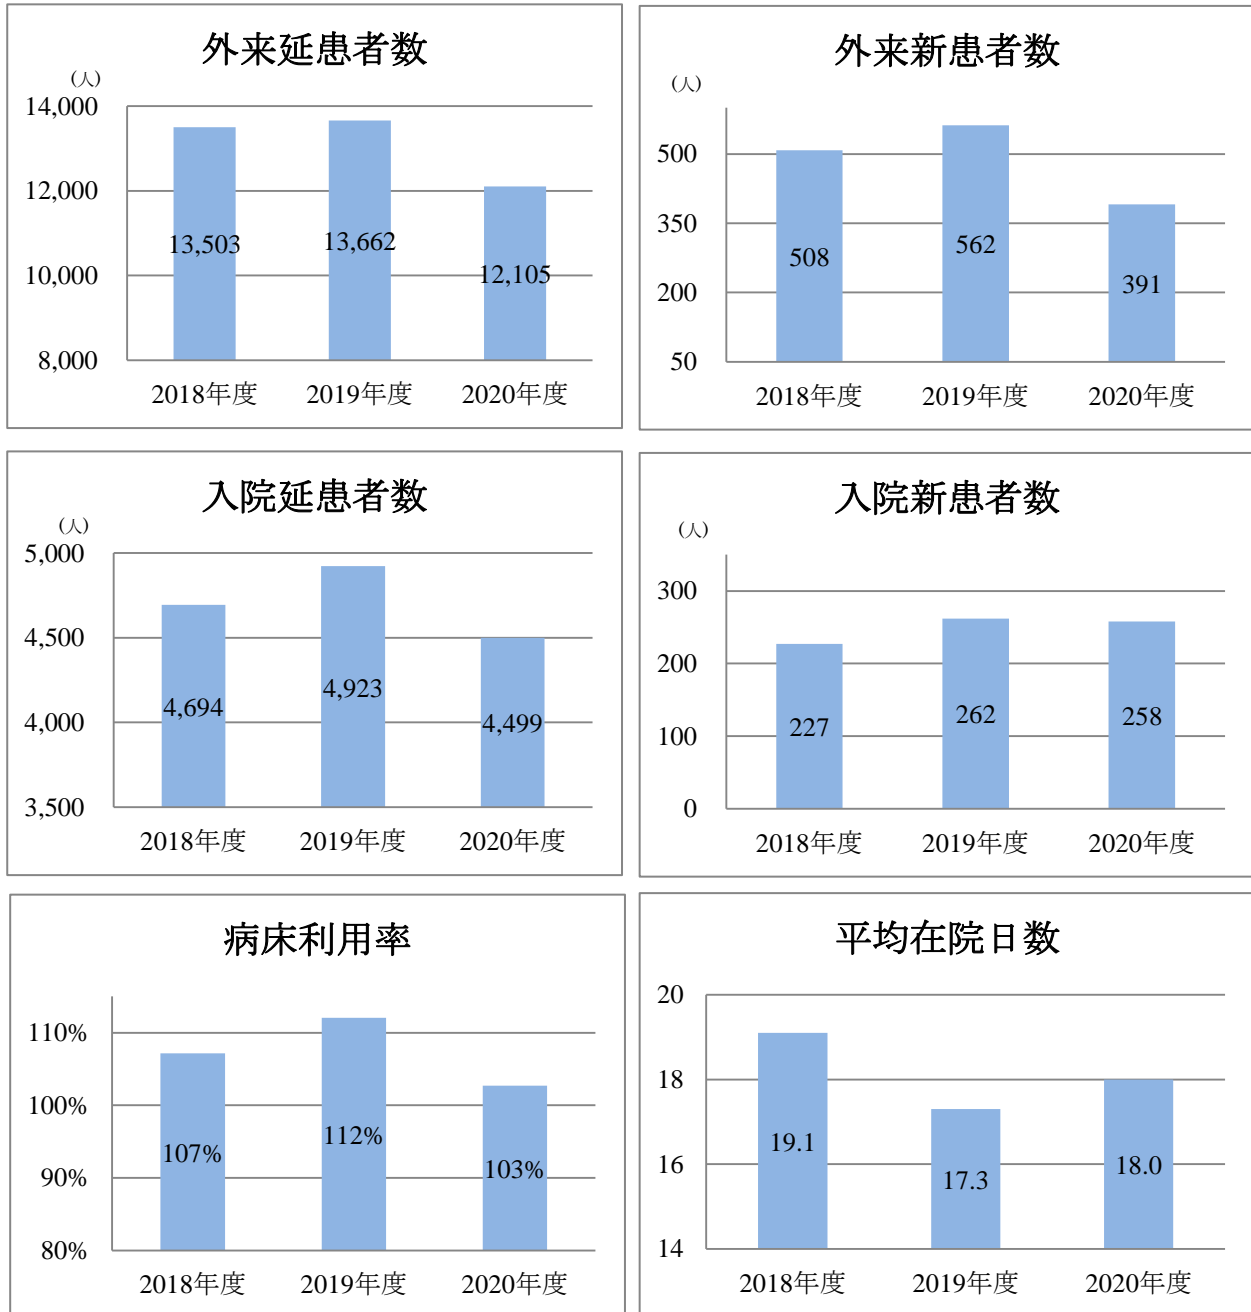 外来延患者数
(人)
14,000
12,000
10,000
8,000
13,503
13,662
12,105
2018年度
2019年度
2020年度
外来新患者数
(人)
500
350
200
50
508
562
391
2018年度
2019年度
2020年度
入院延患者数
(人)
5,000
4,500
4,000
3,500
4,694
4,923
4,499
2018年度
2019年度
2020年度
入院新患者数
(人)
300
200
100
0
227
262
258
2018年度
2019年度
2020年度
病床利用率
110%
100%
90%
80%
107%
112%
103%
2018年度
2019年度
2020年度
平均在院日数
20
18
16
14
19.1
17.3
18.0
2018年度
2019年度
2020年度